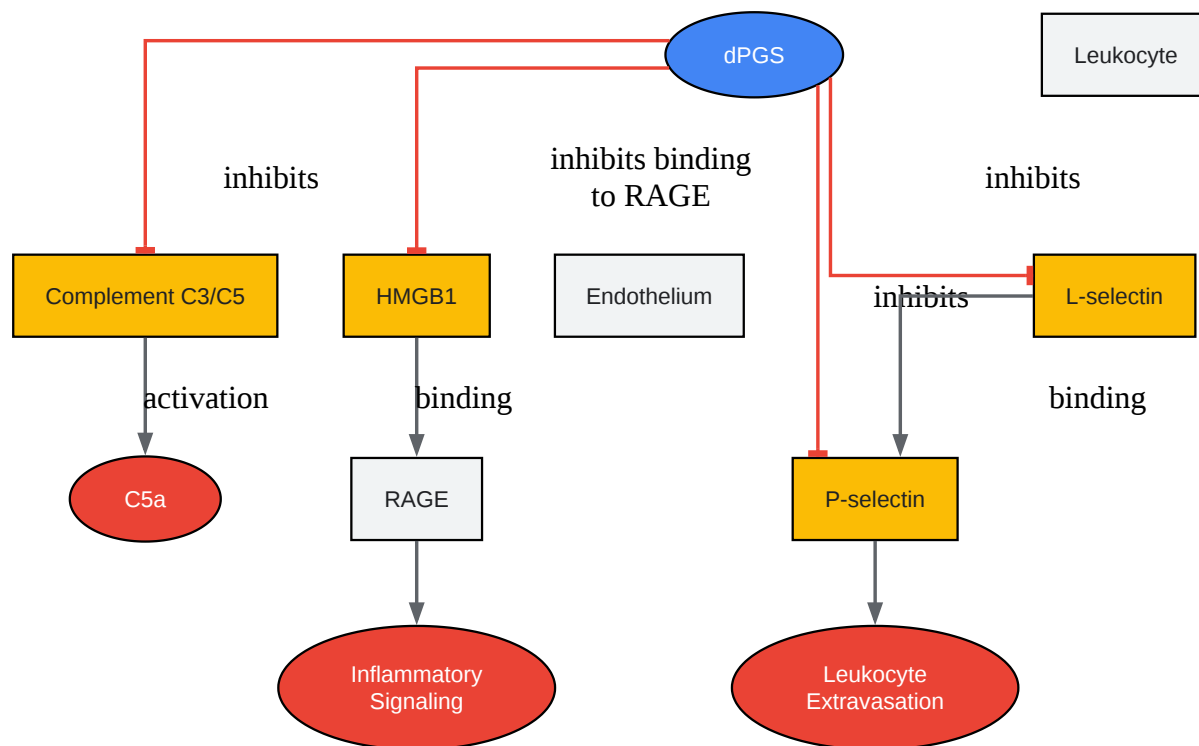 dPGS
Leukocyte
inhibits
inhibits binding
to RAGE
inhibits
Complement C3/C5
HMGB1
Endothelium
inhibits
L-selectin
activation
binding
binding
C5a
RAGE
P-selectin
Inflammatory
Signaling
Leukocyte
Extravasation